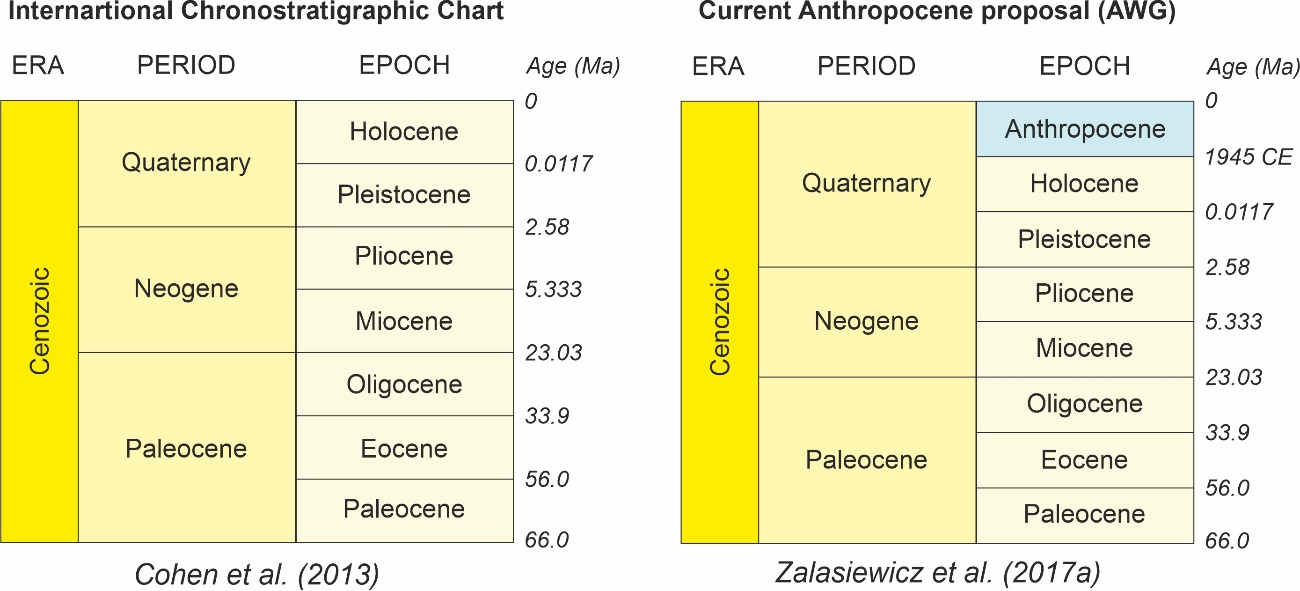 Internartional Chronostratigraphic Chart
ERA PERIOD EPOCH Age (Ma)
0
Holocene
0.0117
Quaternary
Pleistocene
2.58
Pliocene
5.333
Neogene
Miocene
23.03
Cenozoic
Oligocene
33.9
Paleocene
Eocene
56.0
Paleocene
66.0
Cohen et al. (2013)
Current Anthropocene proposal (AWG)
ERA PERIOD EPOCH Age (Ma)
0
Anthropocene
1945 CE
Quaternary
Holocene
0.0117
Pleistocene
2.58
Pliocene
5.333
Neogene
Miocene
23.03
Cenozoic
Oligocene
33.9
Paleocene
Eocene
56.0
Paleocene
66.0
Zalasiewicz et al. (2017a)